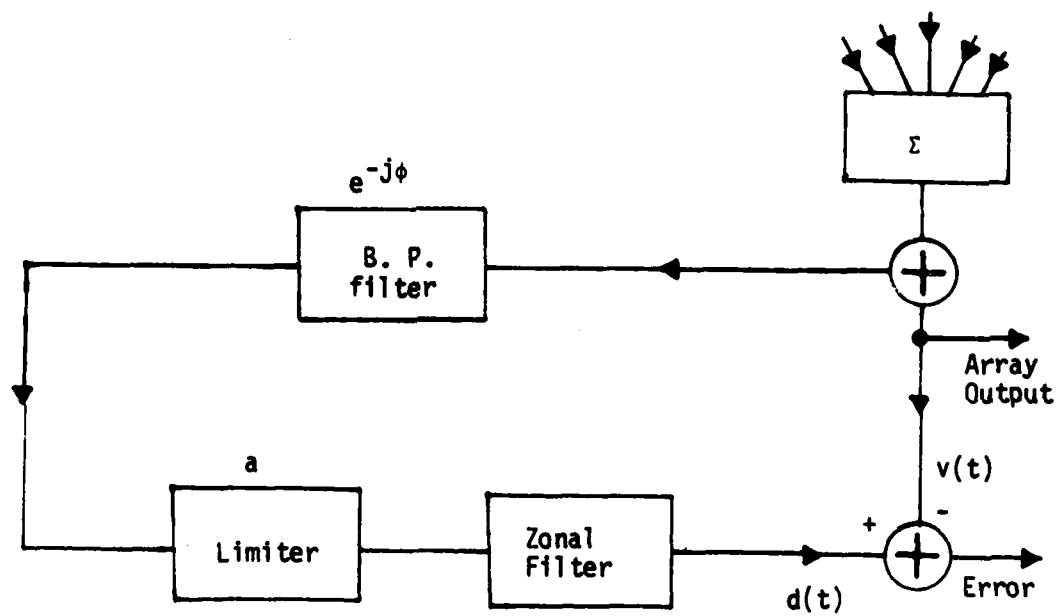 Σ
e^-jφ
B. P.
filter
Array
Output
a
v(t)
Limiter
Zonal
Filter
+
-
d(t)
Error